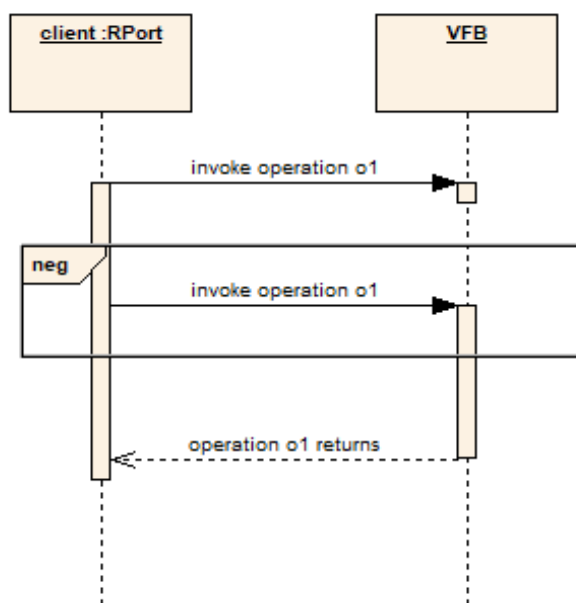 client :RPort
VFB
invoke operation o1
neg
invoke operation o1
operation o1 returns